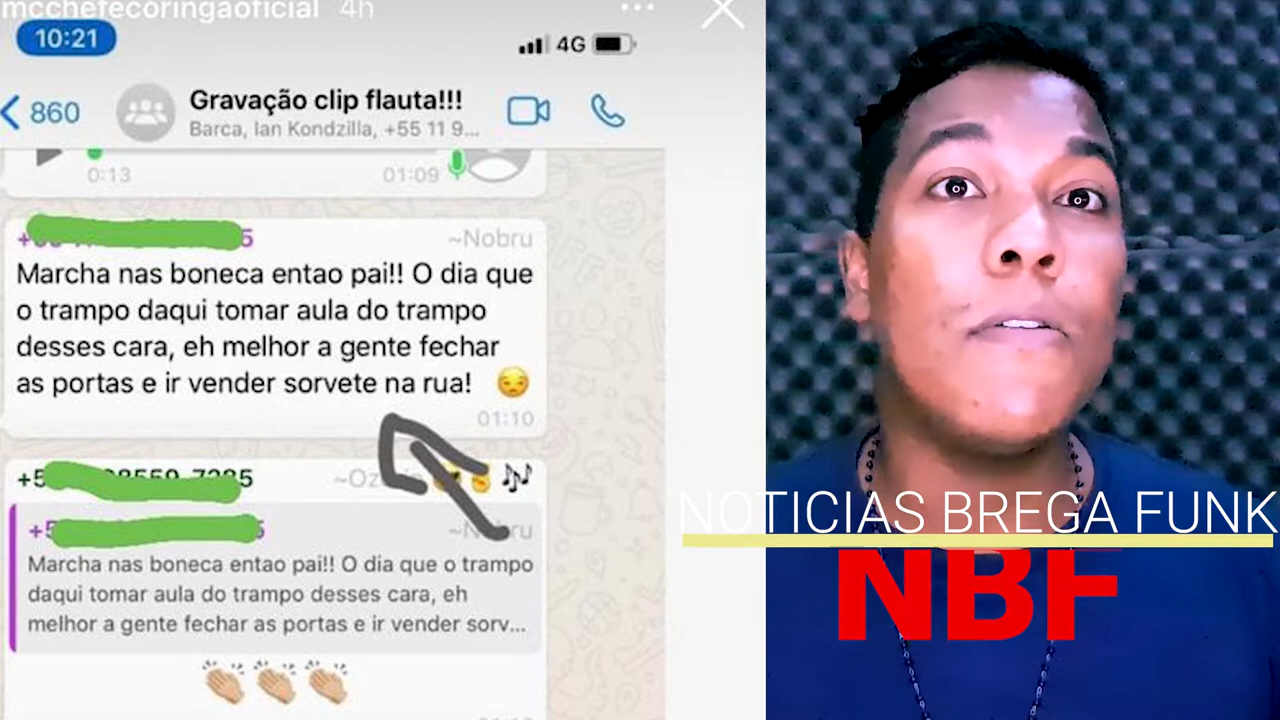 mcchefecoringaoficial 4h
10:21
4G
860
Gravação clip flauta!!!
Barca, Ian Kondzilla, +55 11 9...
0:13
01:09
~Nobru
Marcha nas boneca entao pai!! O dia que
o trampo daqui tomar aula do trampo
desses cara, eh melhor a gente fechar
as portas e ir vender sorvete na rua! 😒
01:10
~Nobru
Marcha nas boneca entao pai!! O dia que o trampo
daqui tomar aula do trampo desses cara, eh
melhor a gente fechar as portas e ir vender sorv...
👏🏼 👏🏼 👏🏼
NOTICIAS BREGA FUNK
NBF